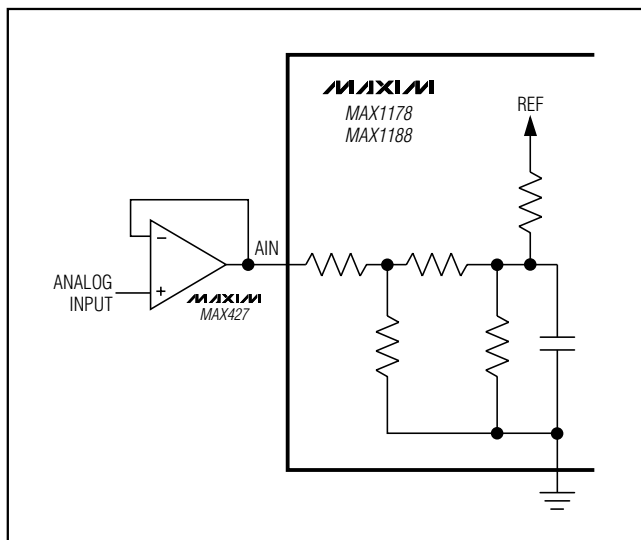 MAXIM
MAX1178
MAX1188
REF
AIN
ANALOG
INPUT
−
+
MAXIM
MAX427